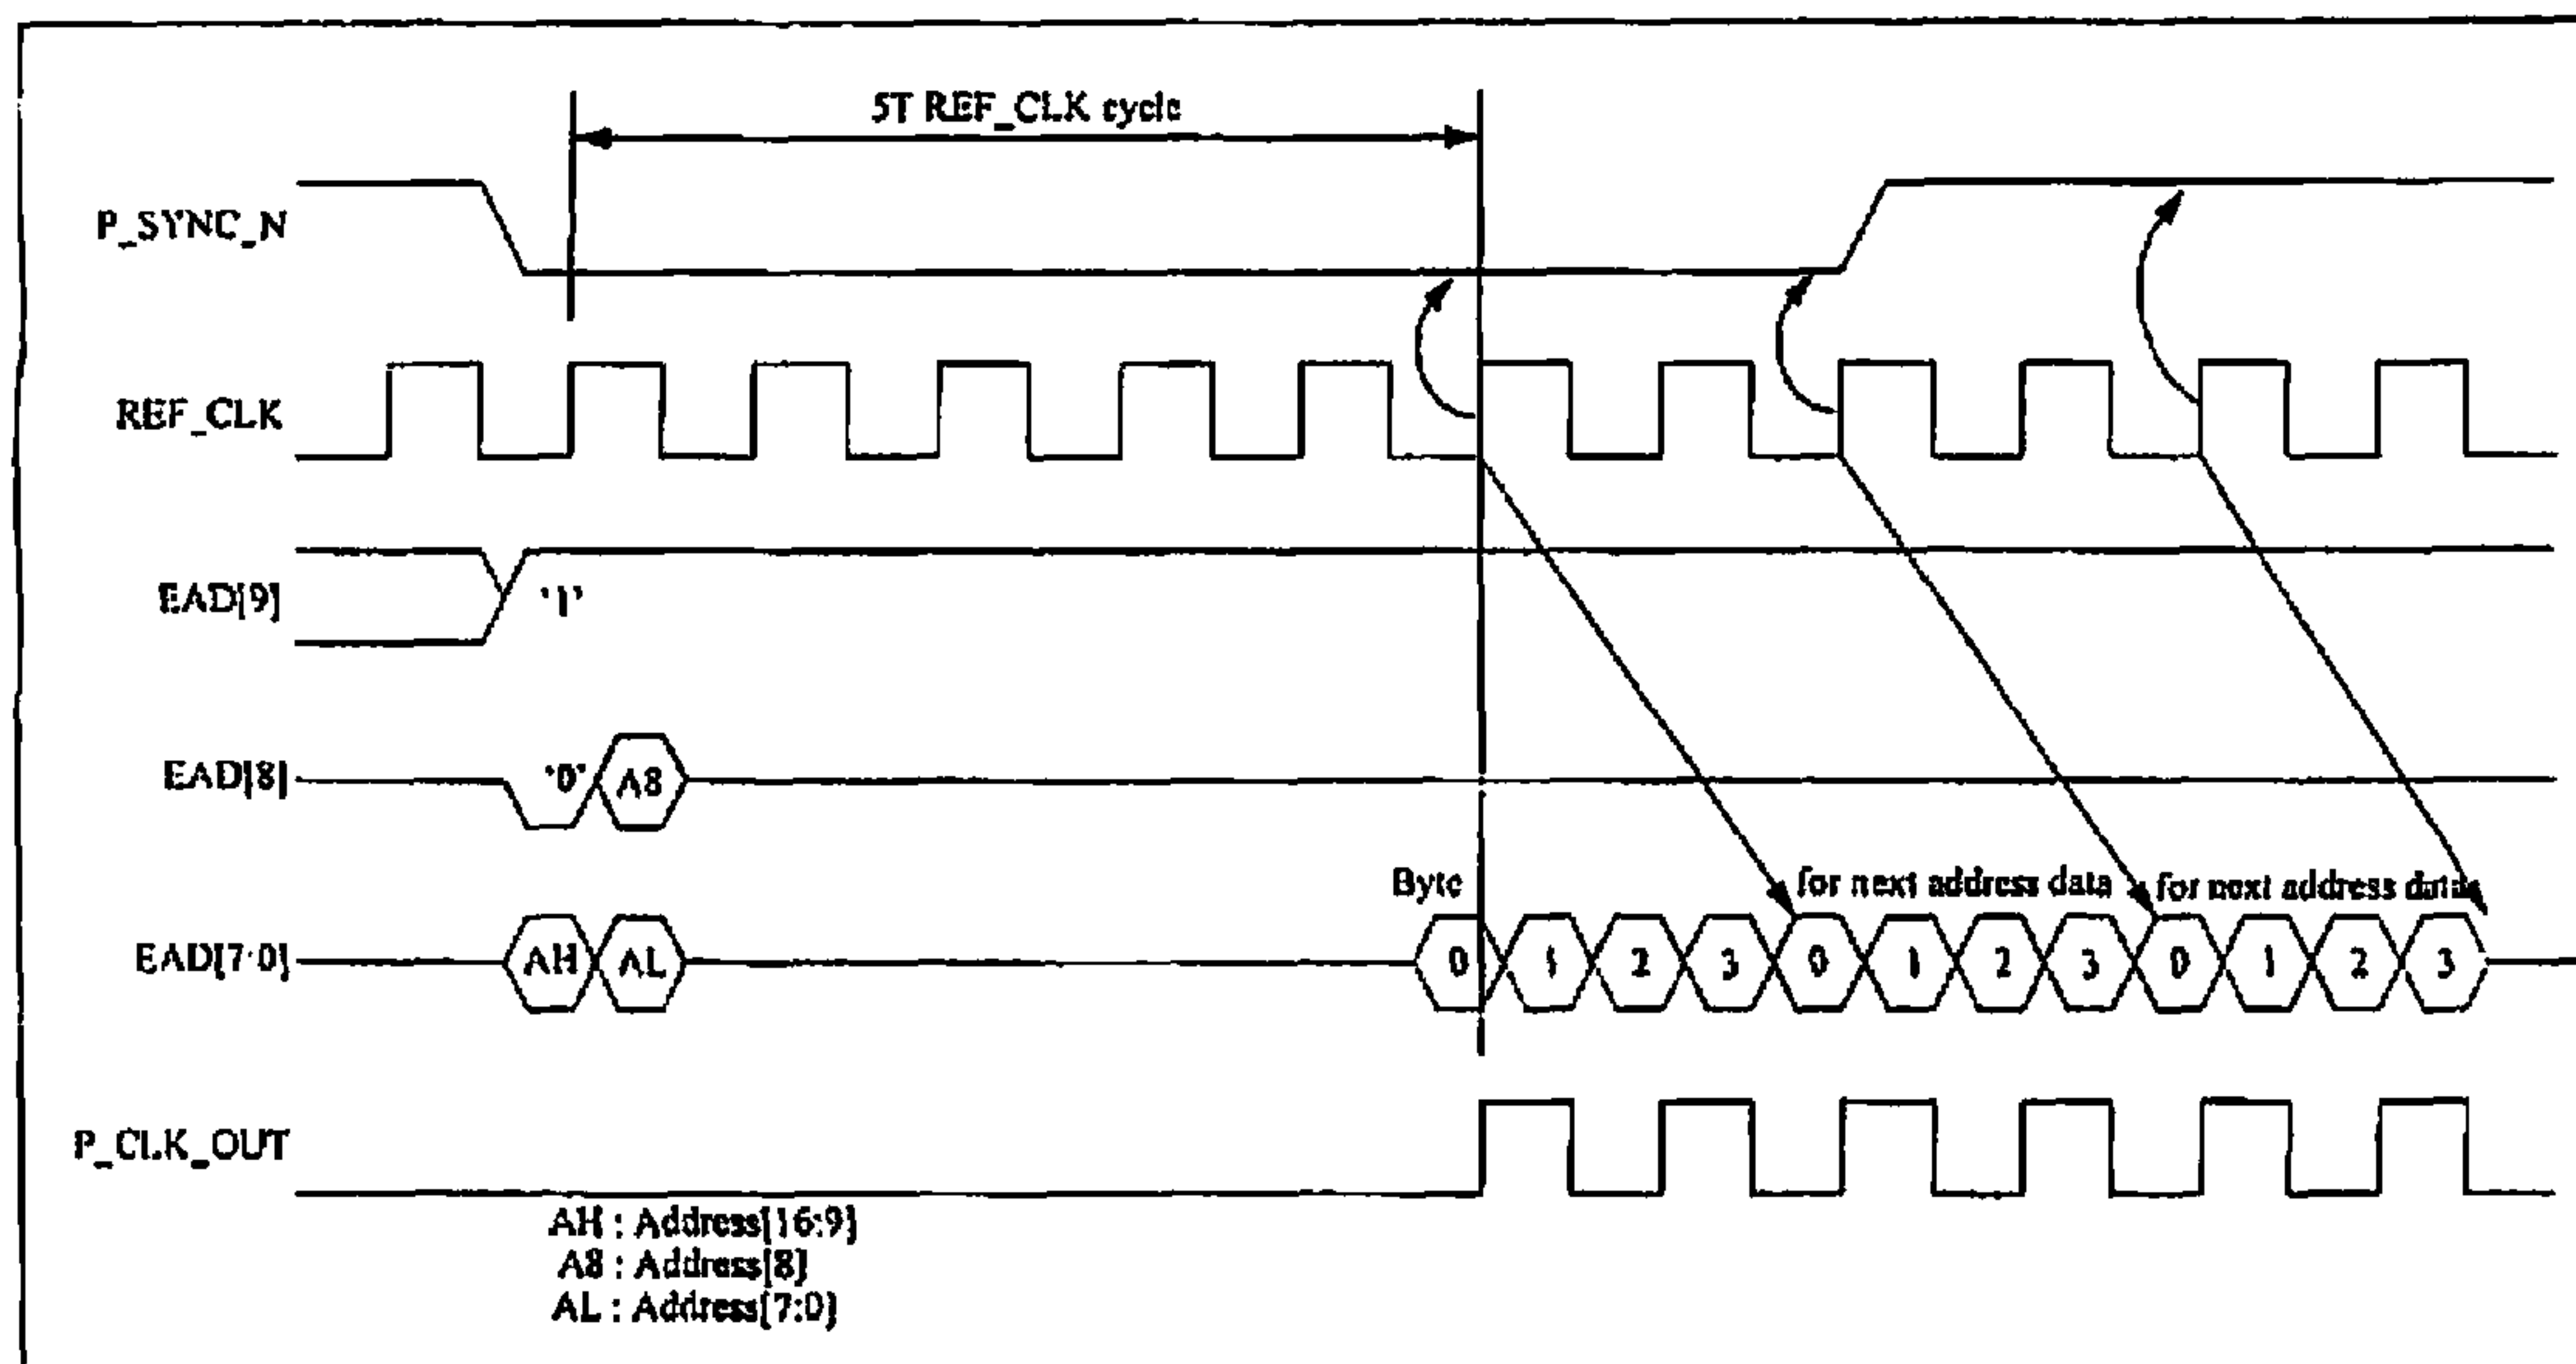 5T REF_CLK cycle
P_SYNC_N
REF_CLK
EAD[9]
'1'
EAD[8]
'0' A8
Byte for next address data for next address data
EAD[7:0]
AH AL 0 1 2 3 0 1 2 3 0 1 2 3
P_CLK_OUT
AH : Address[16:9]
A8 : Address[8]
AL : Address[7:0]